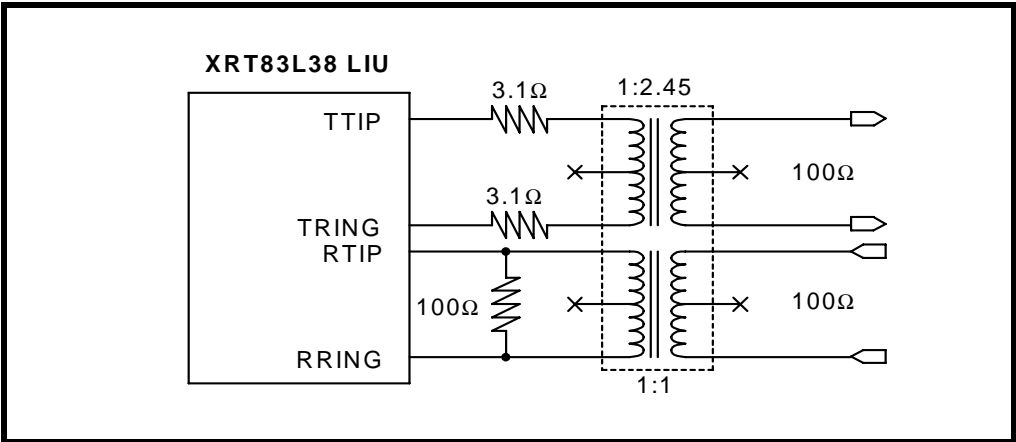 XRT83L38 LIU
3.1Ω
1:2.45
TTIP
100Ω
3.1Ω
TRING
RTIP
100Ω
100Ω
RRING
1:1